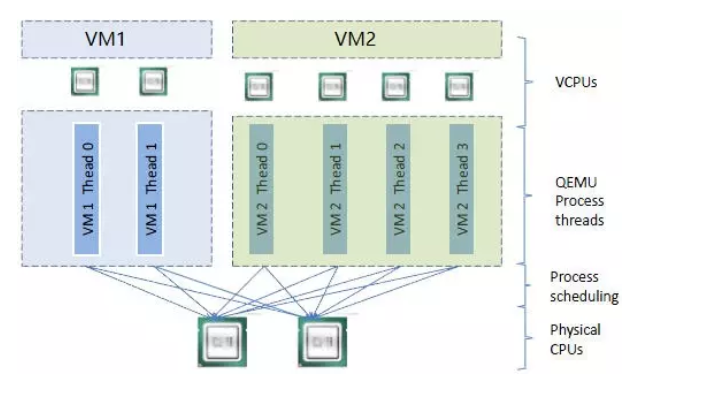 VM1
VM2
VCPUs
VM 1 Thead 0
VM 1 Thead 1
VM 2 Thead 0
VM 2 Thead 1
VM 2 Thead 2
VM 2 Thead 3
QEMU
Process
threads
Process
scheduling
Physical
CPUs